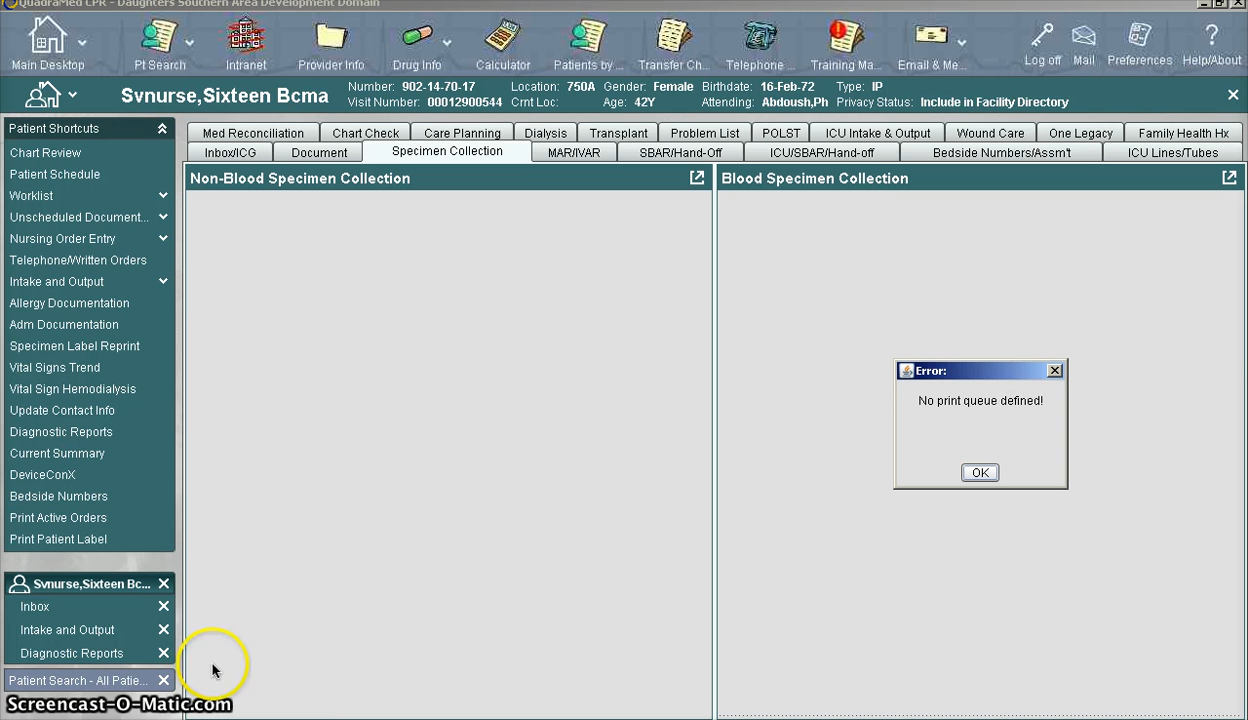 QuadraMed CPR - Daughters Southern Area Development Domain
Main Desktop
Pt Search
Intranet
Provider Info
Drug Info
Calculator
Patients by ...
Transfer Ch...
Telephone ...
Training Ma...
Email & Me...
Log off
Mail
Preferences
Help/About
Svnurse,Sixteen Bcma
Number: 902-14-70-17 Location: 750A Gender: Female Birthdate: 16-Feb-72 Type: IP
Visit Number: 00012900544 Crnt Loc: Age: 42Y Attending: Abdoush,Ph Privacy Status: Include in Facility Directory
Patient Shortcuts
Chart Review
Patient Schedule
Worklist
Unscheduled Document...
Nursing Order Entry
Telephone/Written Orders
Intake and Output
Allergy Documentation
Adm Documentation
Specimen Label Reprint
Vital Signs Trend
Vital Sign Hemodialysis
Update Contact Info
Diagnostic Reports
Current Summary
DeviceConX
Bedside Numbers
Print Active Orders
Print Patient Label
Svnurse,Sixteen Bc...
Inbox
Intake and Output
Diagnostic Reports
Patient Search - All Patie...
Med Reconciliation
Chart Check
Care Planning
Dialysis
Transplant
Problem List
POLST
ICU Intake & Output
Wound Care
One Legacy
Family Health Hx
Inbox/ICG
Document
Specimen Collection
MAR/IVAR
SBAR/Hand-Off
ICU/SBAR/Hand-off
Bedside Numbers/Assm't
ICU Lines/Tubes
Non-Blood Specimen Collection
Blood Specimen Collection
Error:
No print queue defined!
OK
Screencast-O-Matic.com